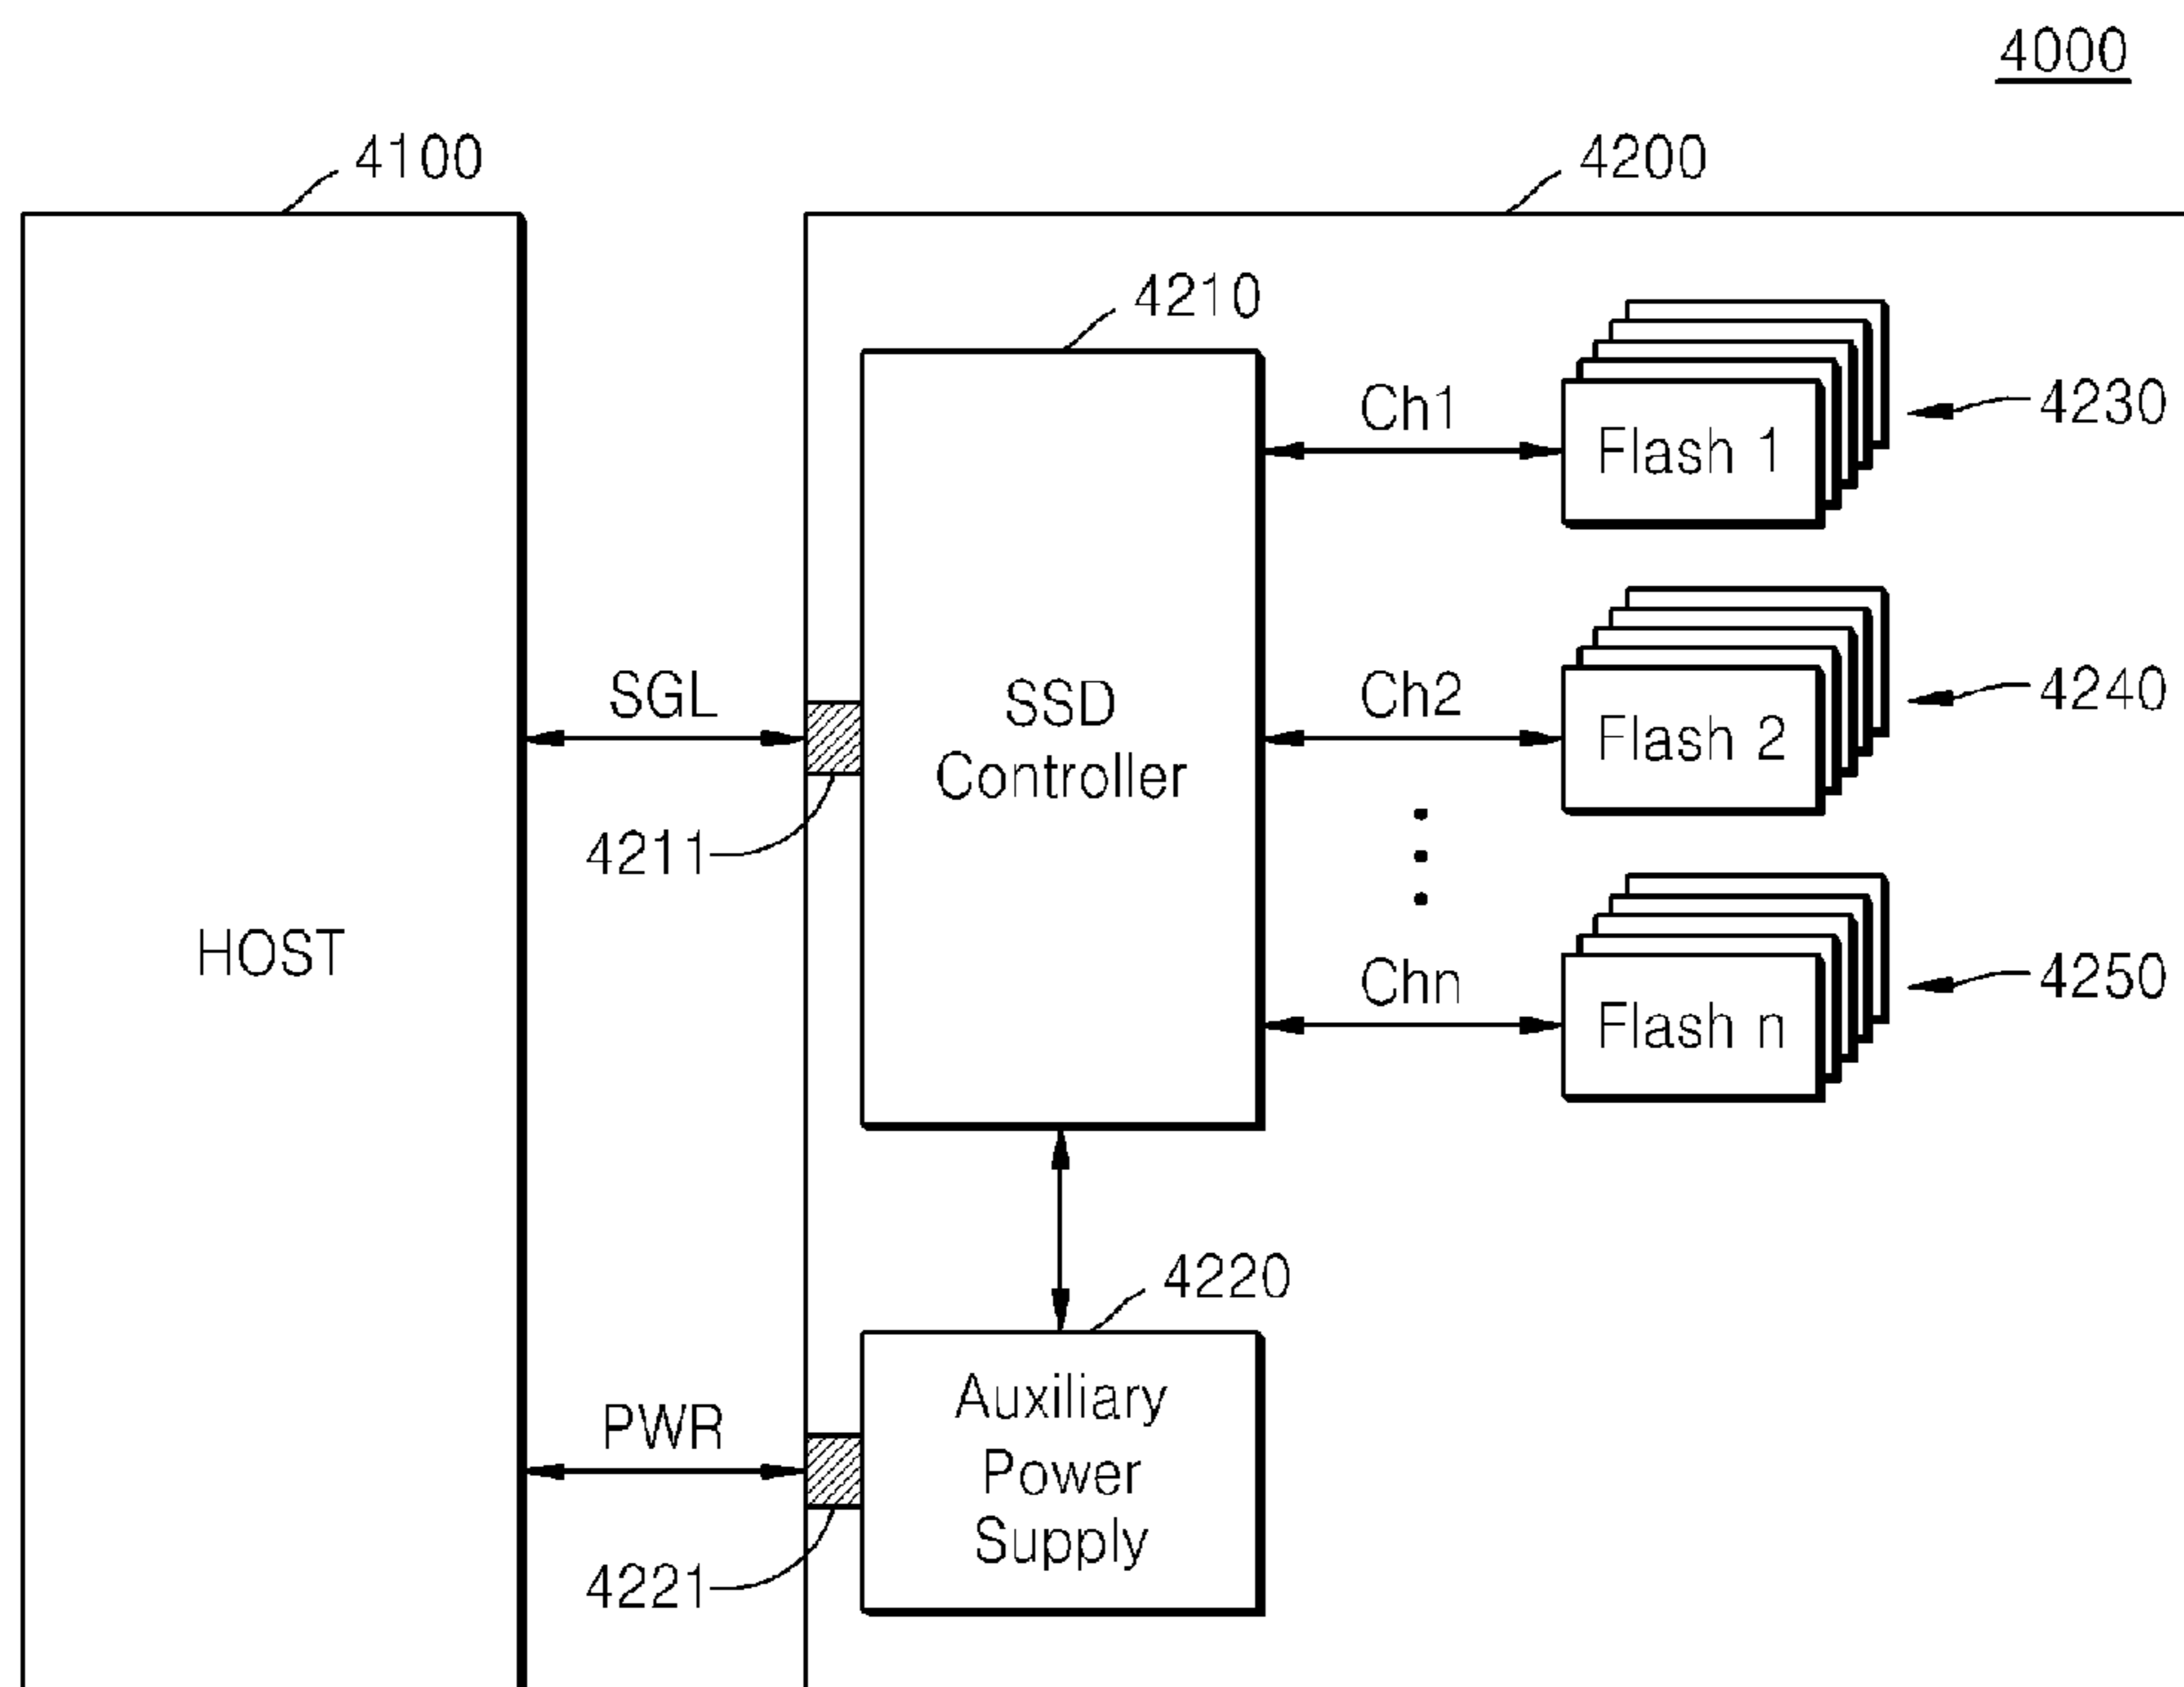 4000
4100
4200
4210
Ch1
4230
Flash 1
SGL
SSD
Controller
Ch2
4240
Flash 2
4211
HOST
Chn
4250
Flash n
4220
PWR
Auxiliary
Power
Supply
4221